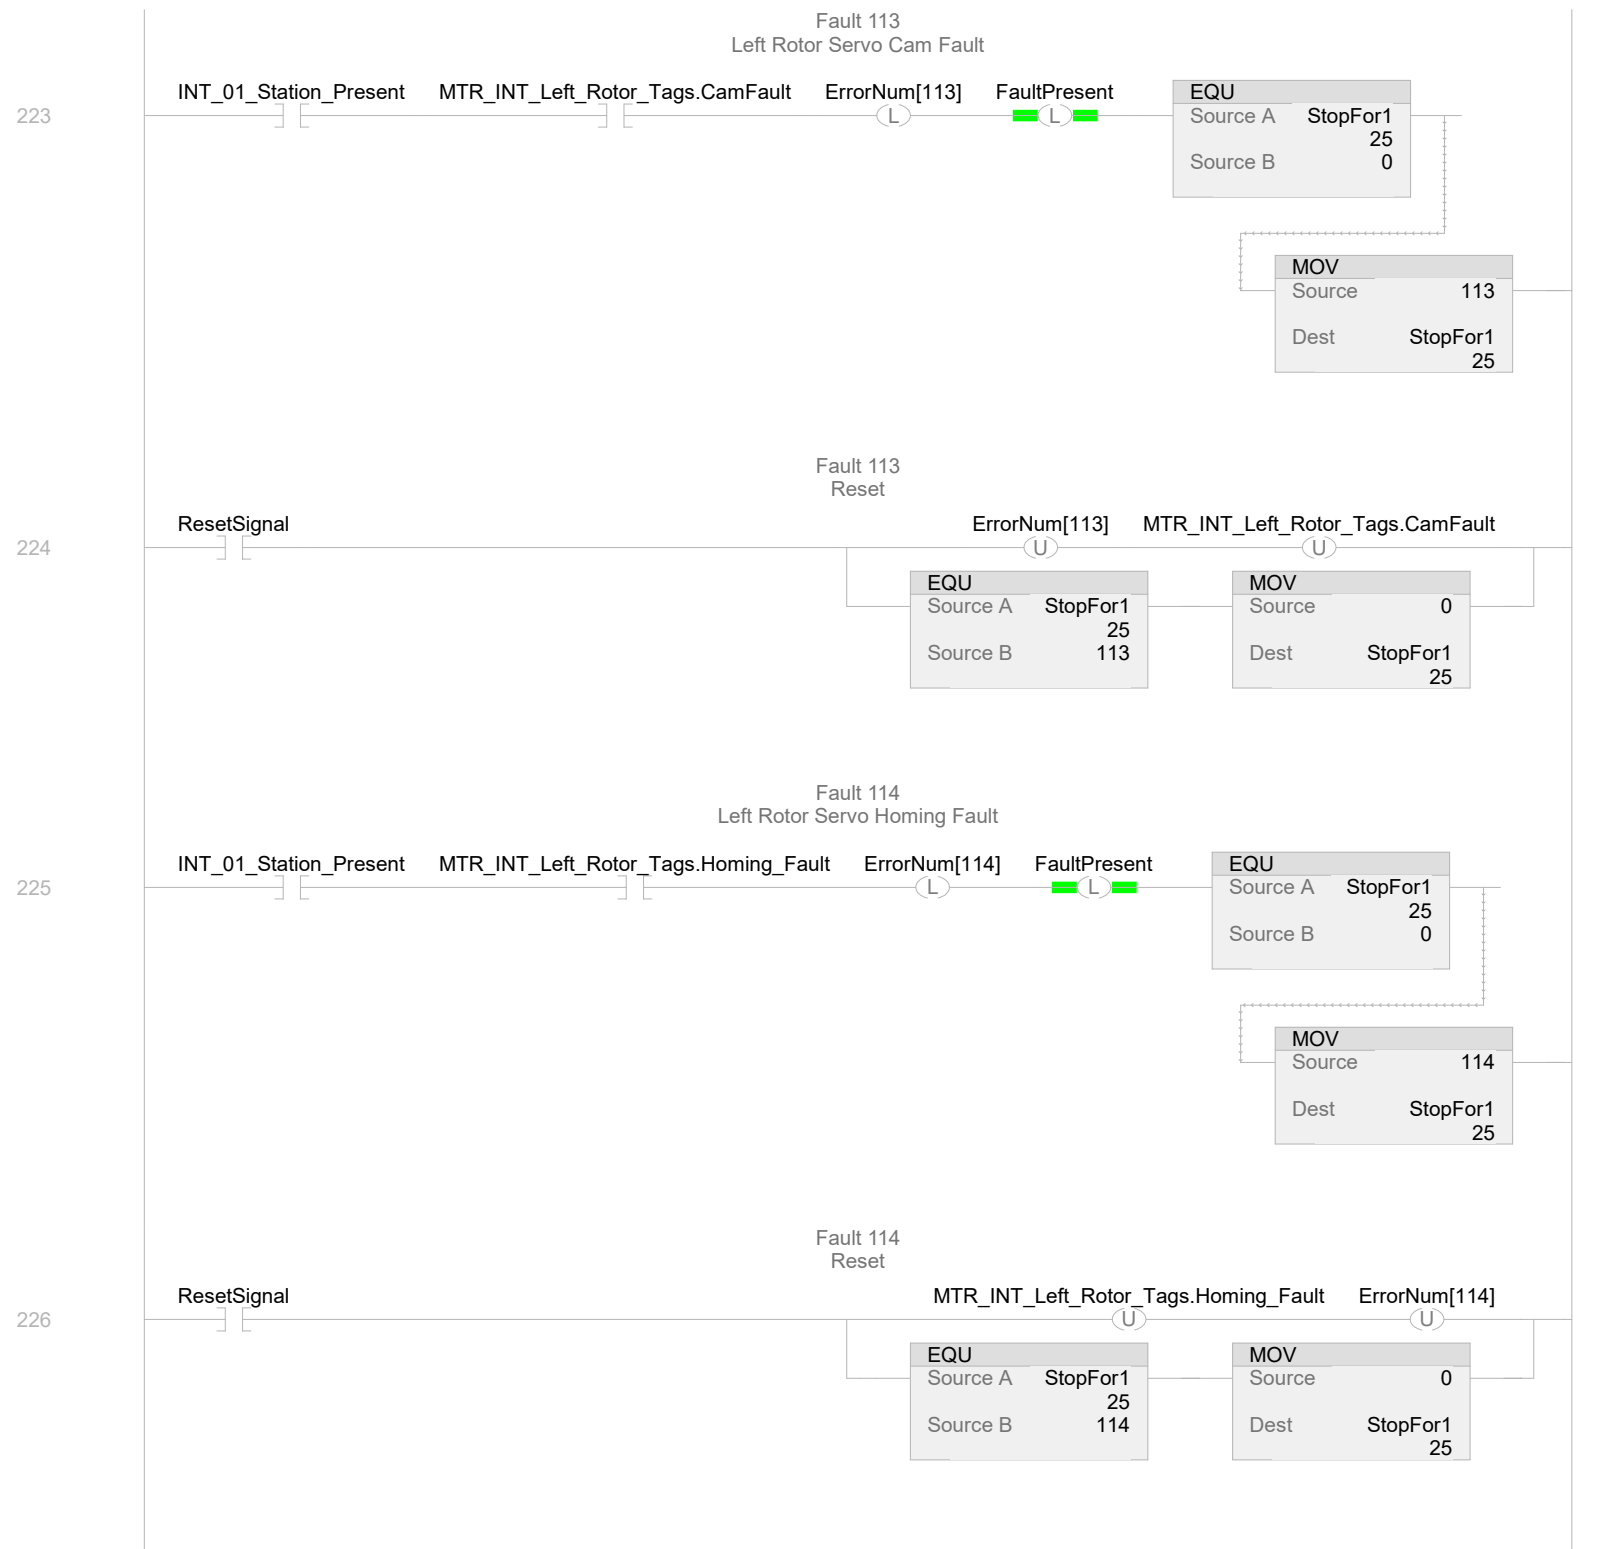 Fault 113
Left Rotor Servo Cam Fault
INT_01_Station_Present MTR_INT_Left_Rotor_Tags.CamFault ErrorNum[113] FaultPresent
EQU
223
L L
Source A StopFor1
25
Source B 0
MOV
Source 113
Dest StopFor1
25
Fault 113
Reset
ResetSignal ErrorNum[113] MTR_INT_Left_Rotor_Tags.CamFault
224
U U
EQU MOV
Source A StopFor1 Source 0
25
Source B 113 Dest StopFor1
25
Fault 114
Left Rotor Servo Homing Fault
INT_01_Station_Present MTR_INT_Left_Rotor_Tags.Homing_Fault ErrorNum[114] FaultPresent
EQU
225
L L
Source A StopFor1
25
Source B 0
MOV
Source 114
Dest StopFor1
25
Fault 114
Reset
ResetSignal MTR_INT_Left_Rotor_Tags.Homing_Fault ErrorNum[114]
226
U U
EQU MOV
Source A StopFor1 Source 0
25
Source B 114 Dest StopFor1
25